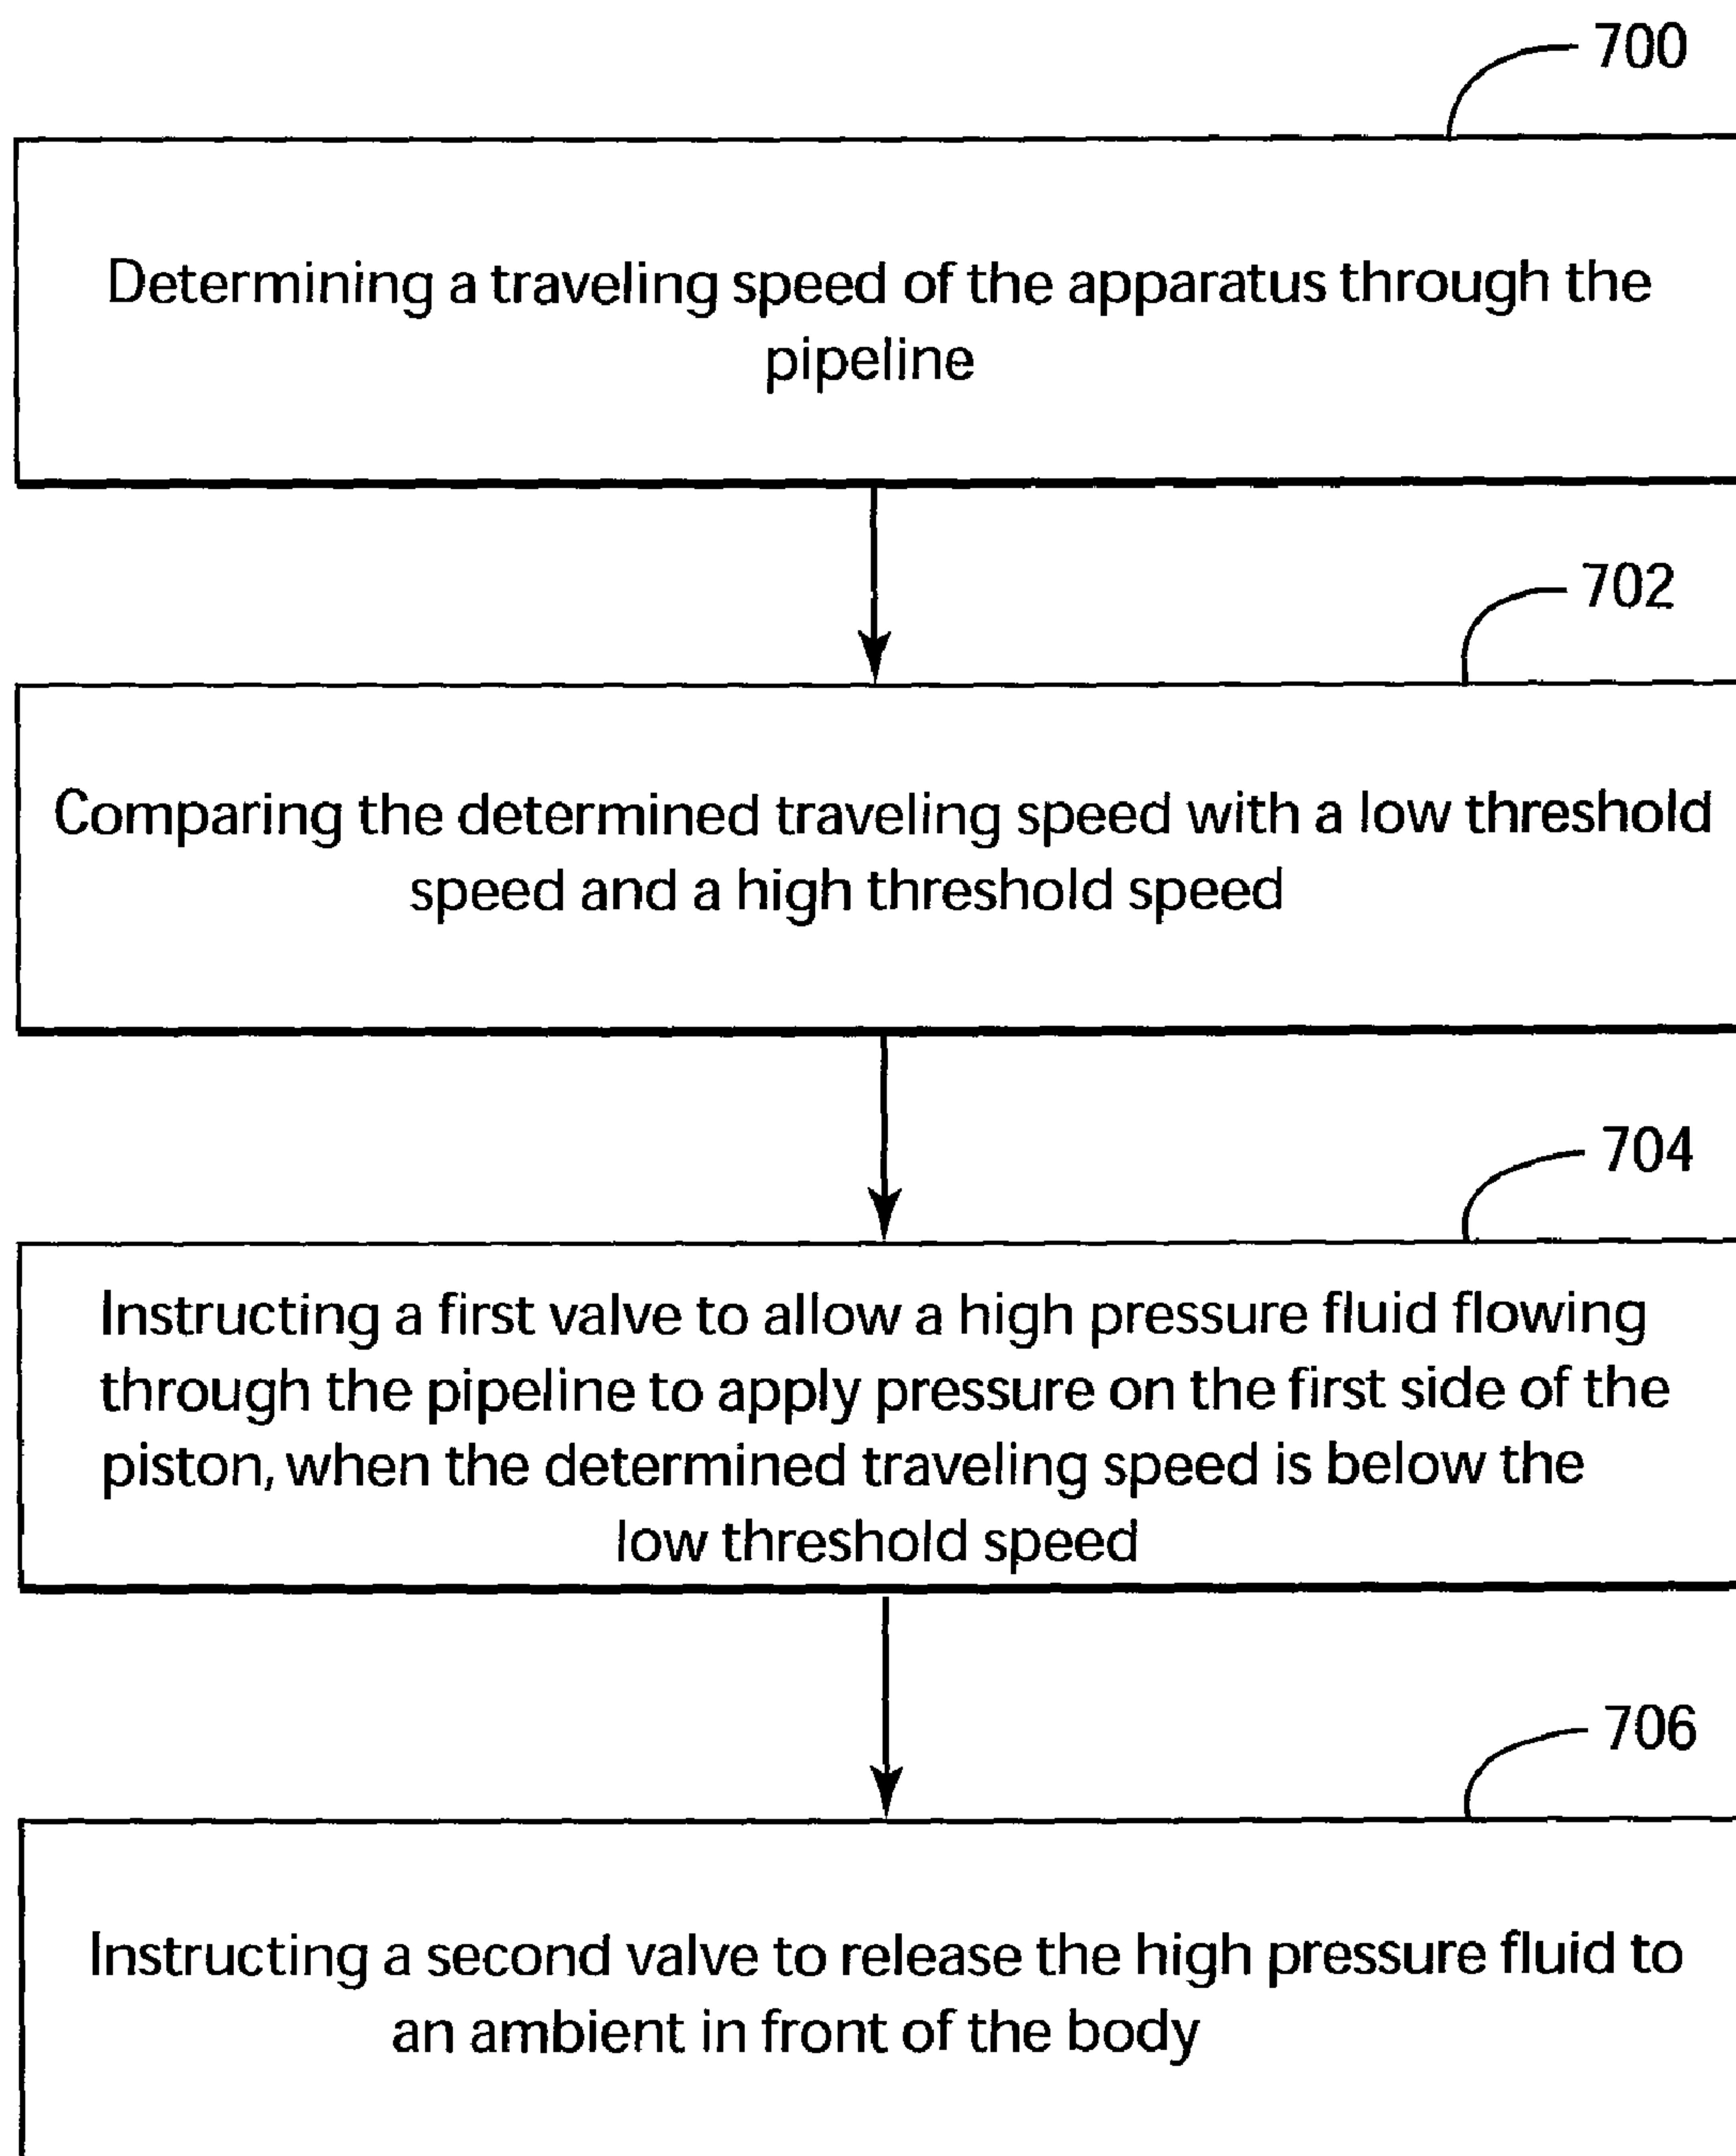 700
Determining a traveling speed of the apparatus through the
pipeline
702
Comparing the determined traveling speed with a low threshold
speed and a high threshold speed
704
Instructing a first valve to allow a high pressure fluid flowing
through the pipeline to apply pressure on the first side of the
piston, when the determined traveling speed is below the
low threshold speed
706
Instructing a second valve to release the high pressure fluid to
an ambient in front of the body